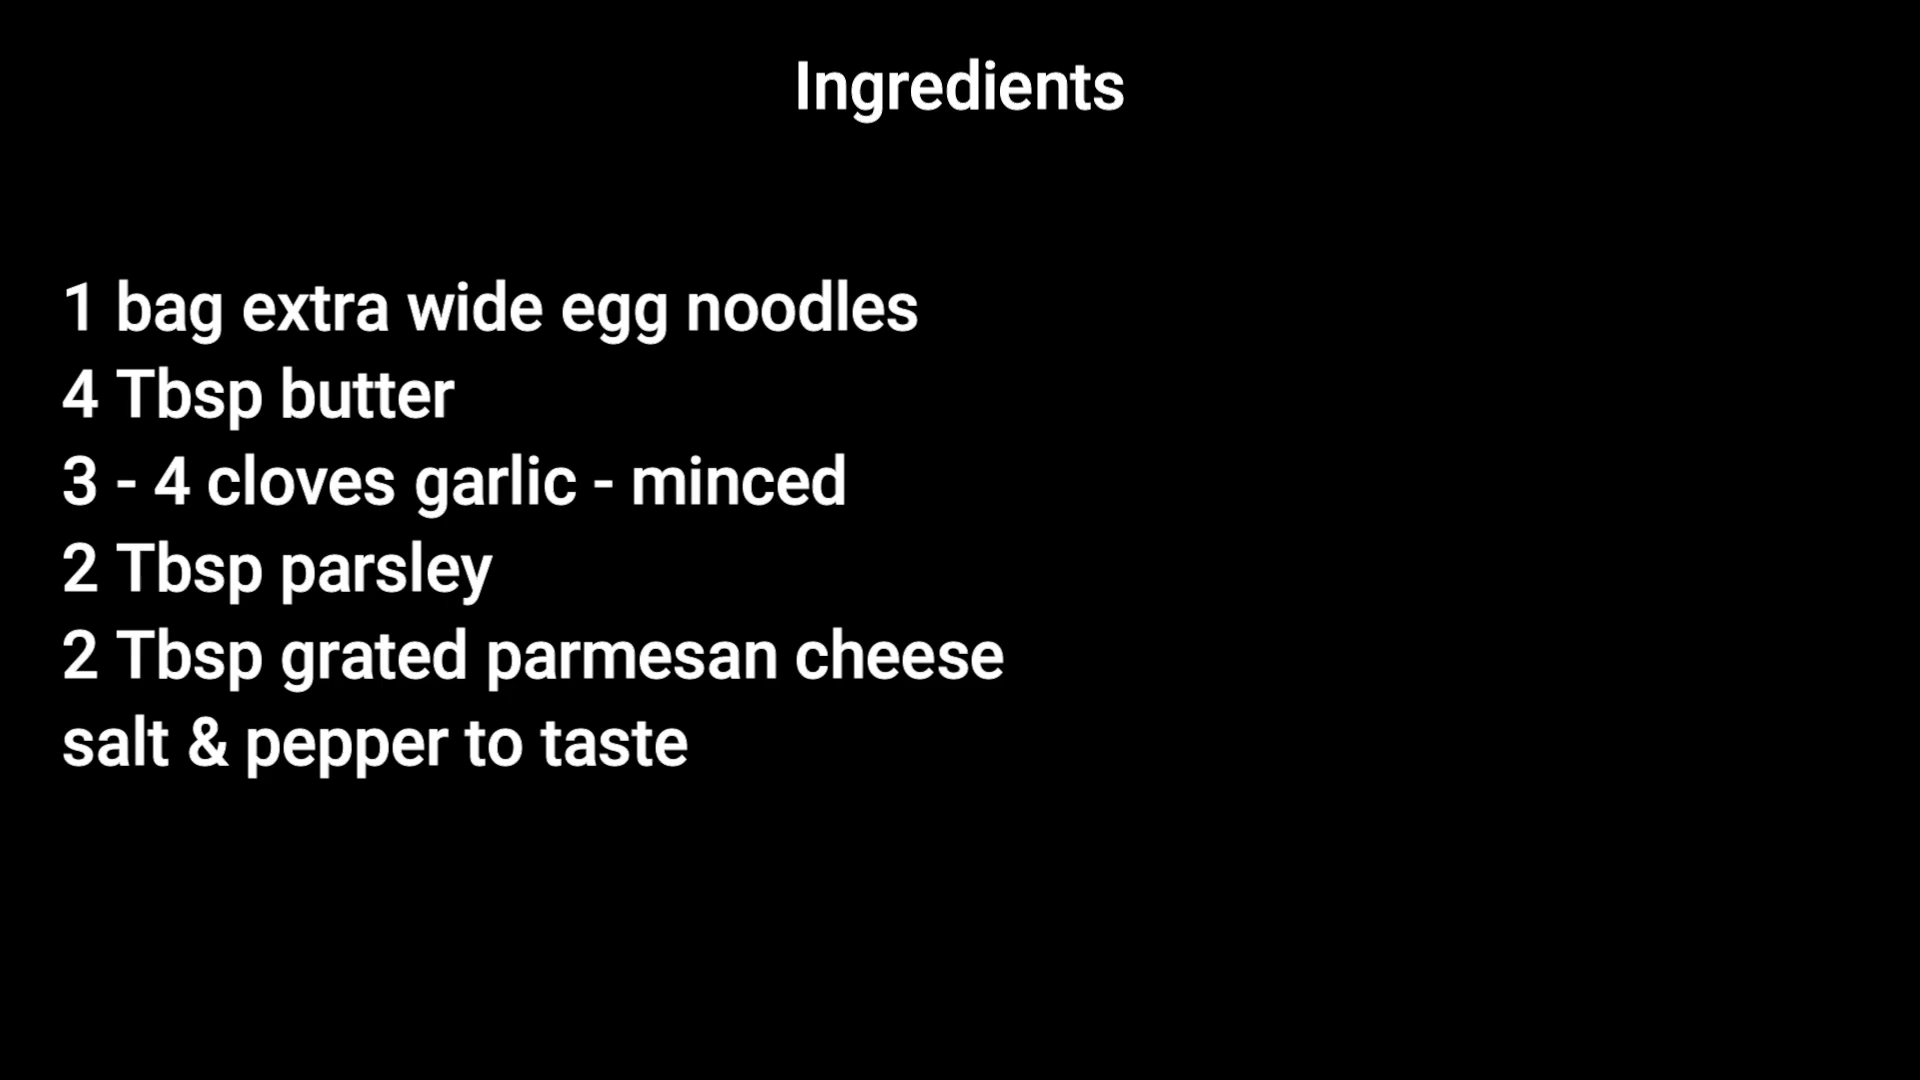 Ingredients
1 bag extra wide egg noodles
4 Tbsp butter
3 - 4 cloves garlic - minced
2 Tbsp parsley
2 Tbsp grated parmesan cheese
salt & pepper to taste